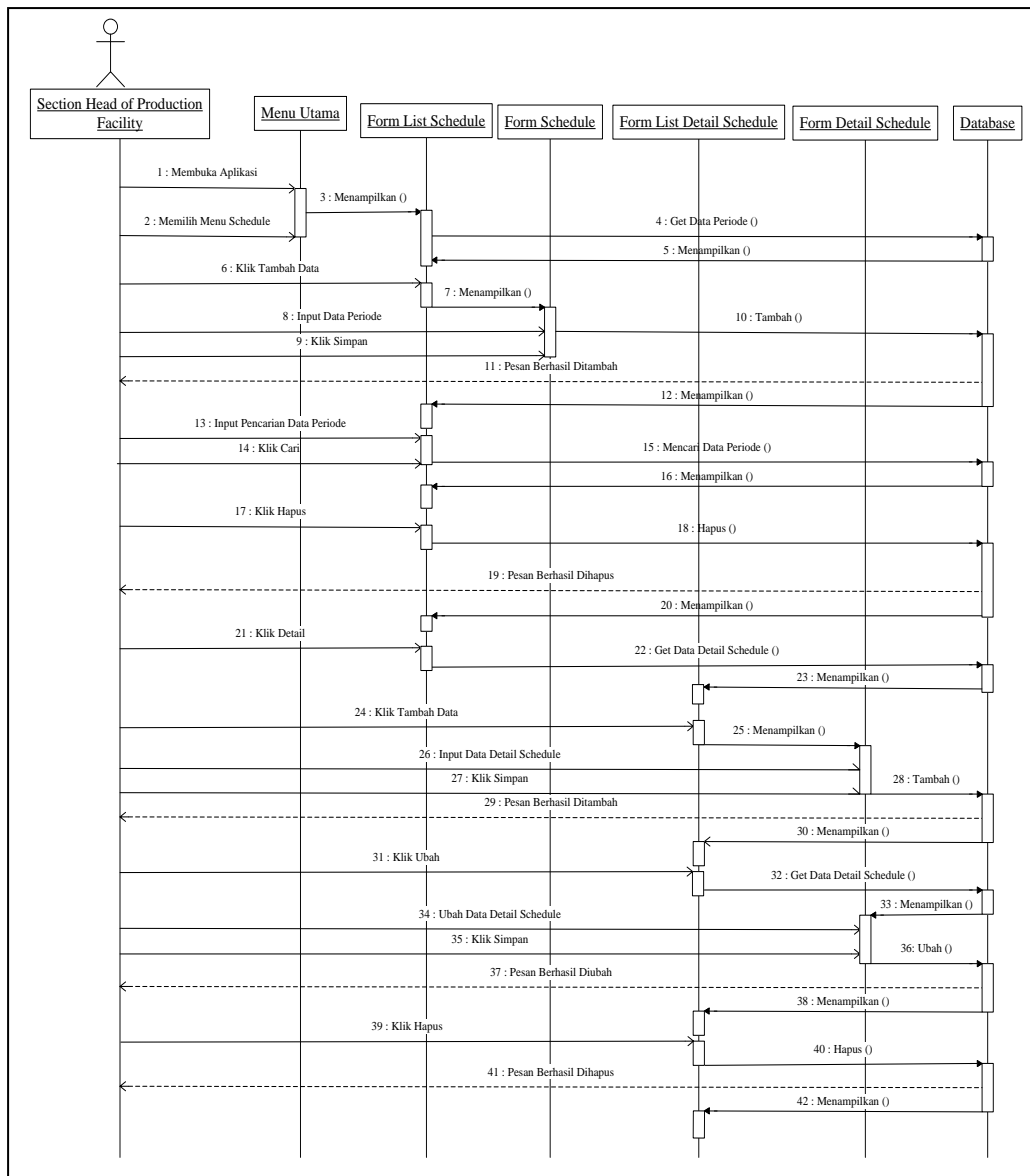 Section Head of Production
Facility
Menu Utama
Form List Schedule
Form Schedule
Form List Detail Schedule
Form Detail Schedule
Database
1 : Membuka Aplikasi
3 : Menampilkan ()
2 : Memilih Menu Schedule
4 : Get Data Periode ()
5 : Menampilkan ()
6 : Klik Tambah Data
7 : Menampilkan ()
8 : Input Data Periode
10 : Tambah ()
9 : Klik Simpan
11 : Pesan Berhasil Ditambah
12 : Menampilkan ()
13 : Input Pencarian Data Periode
14 : Klik Cari
15 : Mencari Data Periode ()
16 : Menampilkan ()
17 : Klik Hapus
18 : Hapus ()
19 : Pesan Berhasil Dihapus
20 : Menampilkan ()
21 : Klik Detail
22 : Get Data Detail Schedule ()
23 : Menampilkan ()
24 : Klik Tambah Data
25 : Menampilkan ()
26 : Input Data Detail Schedule
27 : Klik Simpan
28 : Tambah ()
29 : Pesan Berhasil Ditambah
30 : Menampilkan ()
31 : Klik Ubah
32 : Get Data Detail Schedule ()
33 : Menampilkan ()
34 : Ubah Data Detail Schedule
35 : Klik Simpan
36: Ubah ()
37 : Pesan Berhasil Diubah
38 : Menampilkan ()
39 : Klik Hapus
40 : Hapus ()
41 : Pesan Berhasil Dihapus
42 : Menampilkan ()